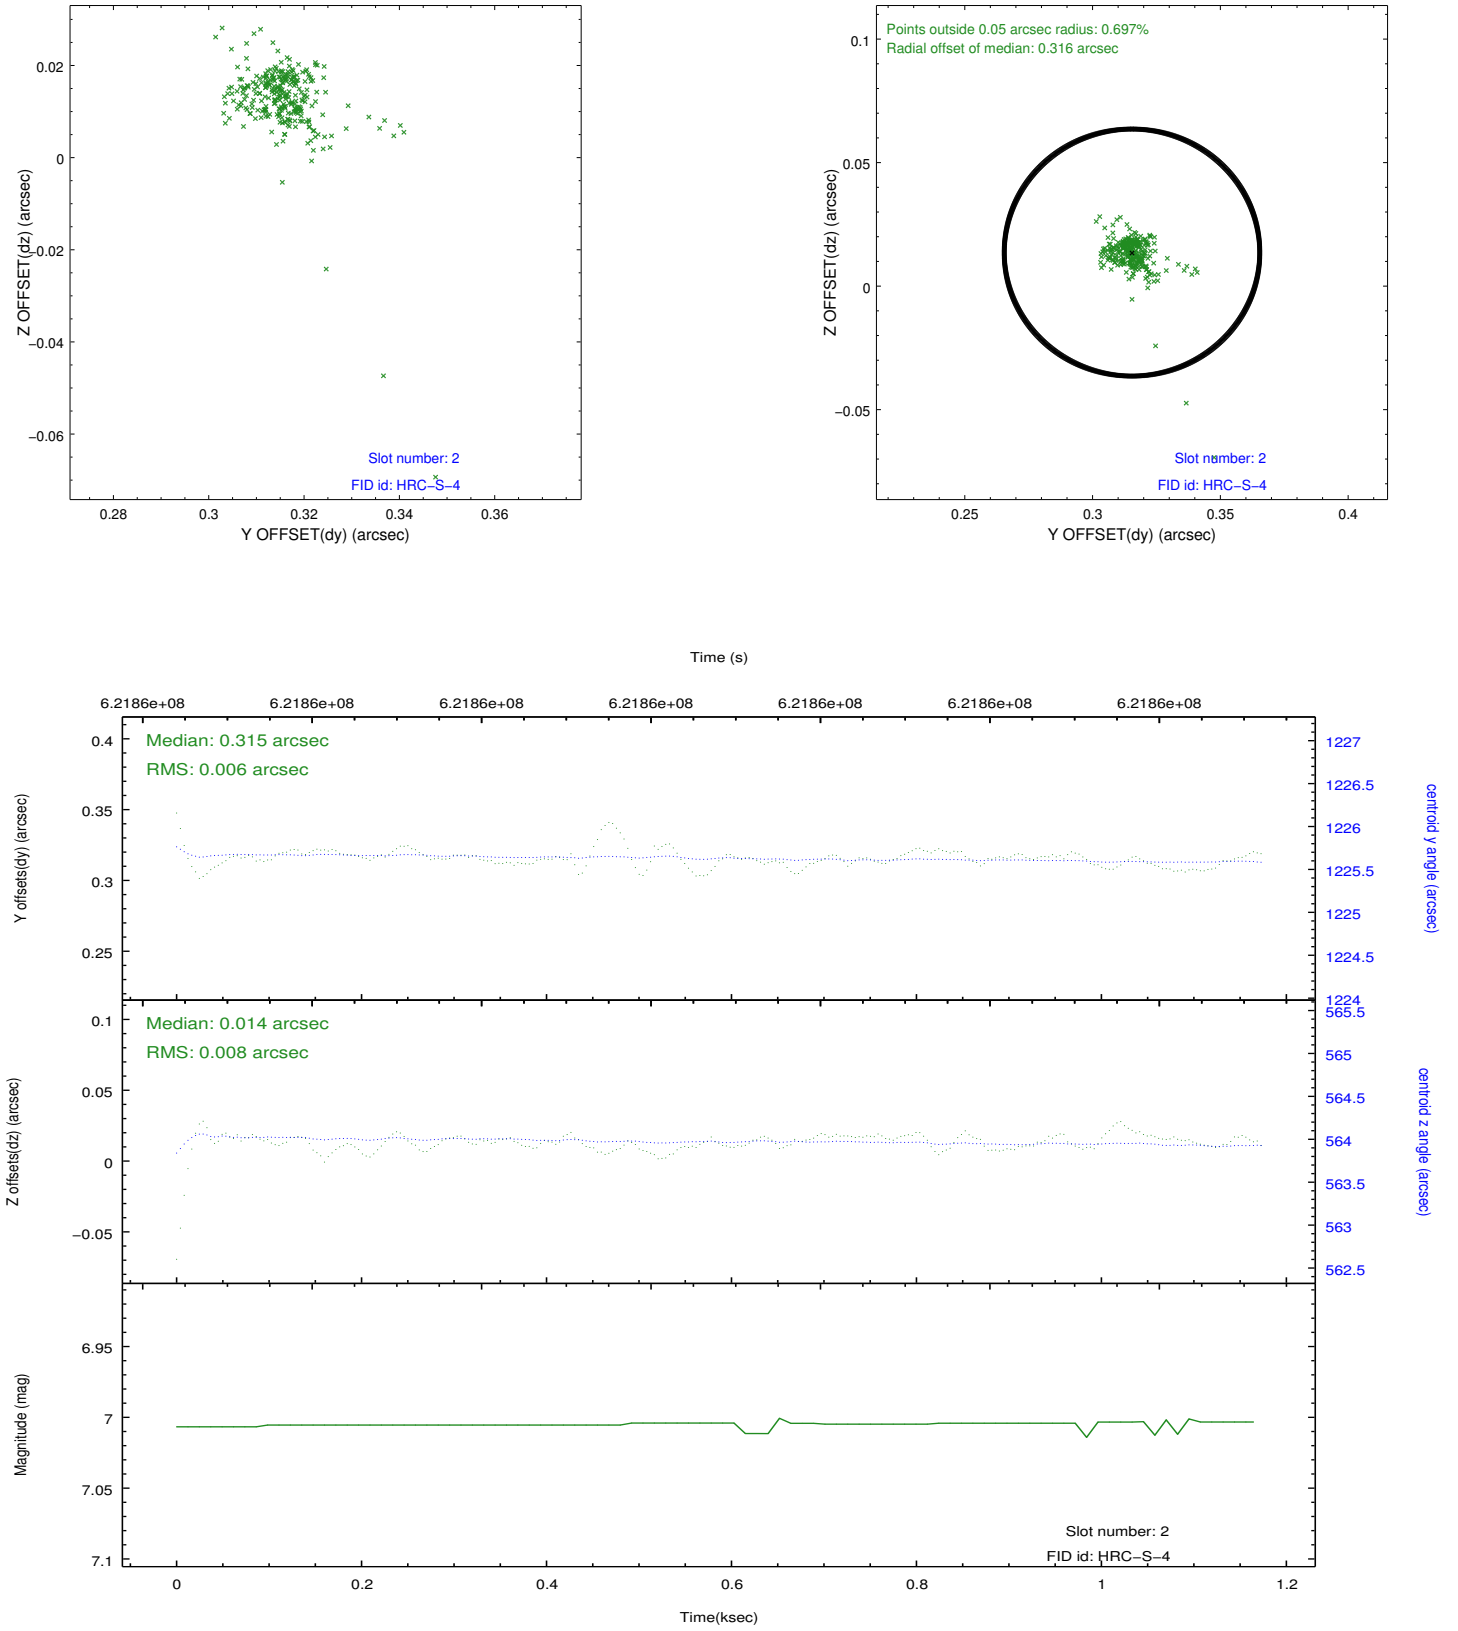 0.02
0
−0.02
−0.04
−0.06
Z OFFSET(dz) (arcsec)
Slot number: 2
FID id: HRC−S−4
0.28 0.3 0.32 0.34 0.36
Y OFFSET(dy) (arcsec)
Points outside 0.05 arcsec radius: 0.697%
Radial offset of median: 0.316 arcsec
0.1
0.05
0
−0.05
Z OFFSET(dz) (arcsec)
Slot number: 2
FID id: HRC−S−4
0.25 0.3 0.35 0.4
Y OFFSET(dy) (arcsec)
Time (s)
6.2186e+08 6.2186e+08 6.2186e+08 6.2186e+08 6.2186e+08 6.2186e+08 6.2186e+08
Median: 0.315 arcsec
RMS: 0.006 arcsec
0.4
0.35
0.3
0.25
Y offsets(dy) (arcsec)
1227
1226.5
1226
1225.5
1225
1224.5
1224
centroid y angle (arcsec)
Median: 0.014 arcsec
RMS: 0.008 arcsec
0.1
0.05
0
−0.05
Z offsets(dz) (arcsec)
565.5
565
564.5
564
563.5
563
562.5
centroid z angle (arcsec)
6.95
7
7.05
7.1
Magnitude (mag)
Slot number: 2
FID id: HRC−S−4
0 0.2 0.4 0.6 0.8 1 1.2
Time(ksec)